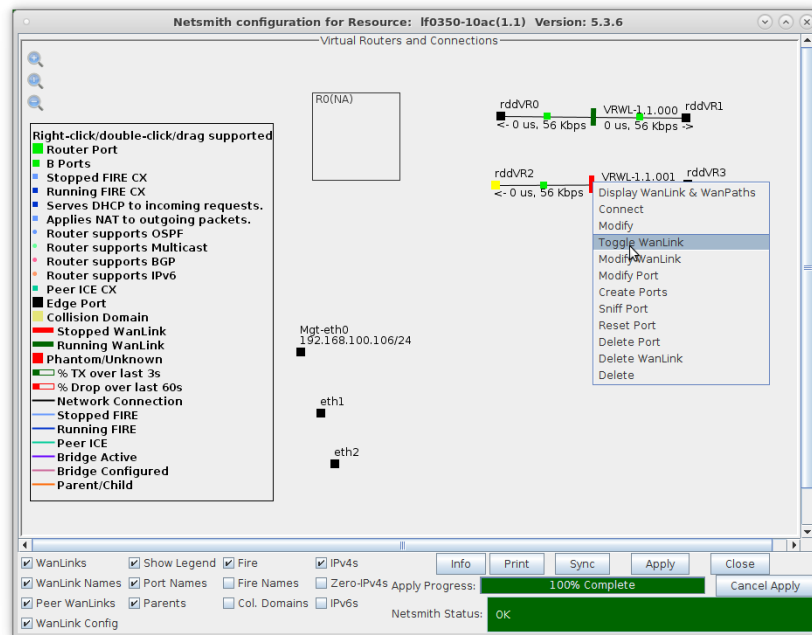 Netsmith configuration for Resource: lf0350-10ac(1.1) Version: 5.3.6
Virtual Routers and Connections
Right-click/double-click/drag supported
Router Port
B Ports
Stopped FIRE CX
Running FIRE CX
Serves DHCP to incoming requests.
Applies NAT to outgoing packets.
Router supports OSPF
Router supports Multicast
Router supports BGP
Router supports IPv6
Peer ICE CX
Edge Port
Collision Domain
Stopped WanLink
Running WanLink
Phantom/Unknown
% TX over last 3s
% Drop over last 60s
Network Connection
Stopped FIRE
Running FIRE
Peer ICE
Bridge Active
Bridge Configured
Parent/Child
R0(NA)
Mgt-eth0
192.168.100.106/24
eth1
eth2
rddVR0 VRWL-1.1.000 rddVR1
<- 0 us, 56 Kbps 0 us, 56 Kbps ->
rddVR2 VRWL-1.1.001 rddVR3
<- 0 us, 56 Kbps
Display WanLink & WanPaths
Connect
Modify
Toggle WanLink
Modify WanLink
Modify Port
Create Ports
Sniff Port
Reset Port
Delete Port
Delete WanLink
Delete
WanLinks Show Legend Fire IPv4s Info Print Sync Apply Close
WanLink Names Port Names Fire Names Zero-IPv4s Apply Progress: 100% Complete Cancel Apply
Peer WanLinks Parents Col. Domains IPv6s Netsmith Status: OK
WanLink Config